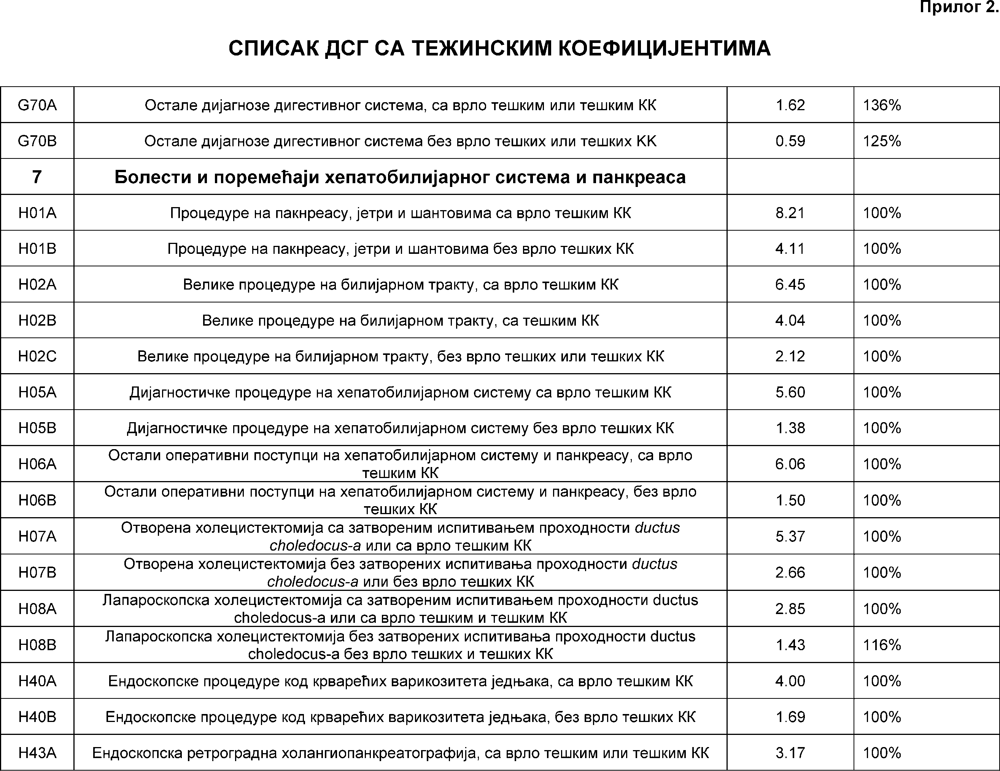 Прилог 2.
СПИСАК ДСГ СА ТЕЖИНСКИМ КОЕФИЦИЈЕНТИМА
G70A Остале дијагнозе дигестивног система, са врло тешким или тешким КК 1.62 136%
G70B Остале дијагнозе дигестивног система без врло тешких или тешких КК 0.59 125%
7 Болести и поремећаји хепатобилијарног система и панкреаса
H01A Процедуре на пакнреасу, јетри и шантовима са врло тешким КК 8.21 100%
H01B Процедуре на пакнреасу, јетри и шантовима без врло тешких КК 4.11 100%
H02A Велике процедуре на билијарном тракту, са врло тешким КК 6.45 100%
H02B Велике процедуре на билијарном тракту, са тешким КК 4.04 100%
H02C Велике процедуре на билијарном тракту, без врло тешких или тешких КК 2.12 100%
H05A Дијагностичке процедуре на хепатобилијарном систему са врло тешким КК 5.60 100%
H05B Дијагностичке процедуре на хепатобилијарном систему без врло тешких КК 1.38 100%
H06A Остали оперативни поступци на хепатобилијарном систему и панкреасу, са врло
тешким КК 6.06 100%
H06B Остали оперативни поступци на хепатобилијарном систему и панкреасу, без врло
тешких КК 1.50 100%
H07A Отворена холецистектомија са затвореним испитивањем проходности ductus
choledocus-a или са врло тешким КК 5.37 100%
H07B Отворена холецистектомија без затворених испитивања проходности ductus
choledocus-a или без врло тешких КК 2.66 100%
H08A Лапароскопска холецистектомија са затвореним испитивањем проходности ductus
choledocus-a или са врло тешким и тешким КК 2.85 100%
H08B Лапароскопска холецистектомија без затворених испитивања проходности ductus
choledocus-a без врло тешких и тешких КК 1.43 116%
H40A Ендоскопске процедуре код крварећих варикозитета једњака, са врло тешким КК 4.00 100%
H40B Ендоскопске процедуре код крварећих варикозитета једњака, без врло тешких КК 1.69 100%
H43A Ендоскопска ретроградна холангиопанкреатографија, са врло тешким или тешким КК 3.17 100%